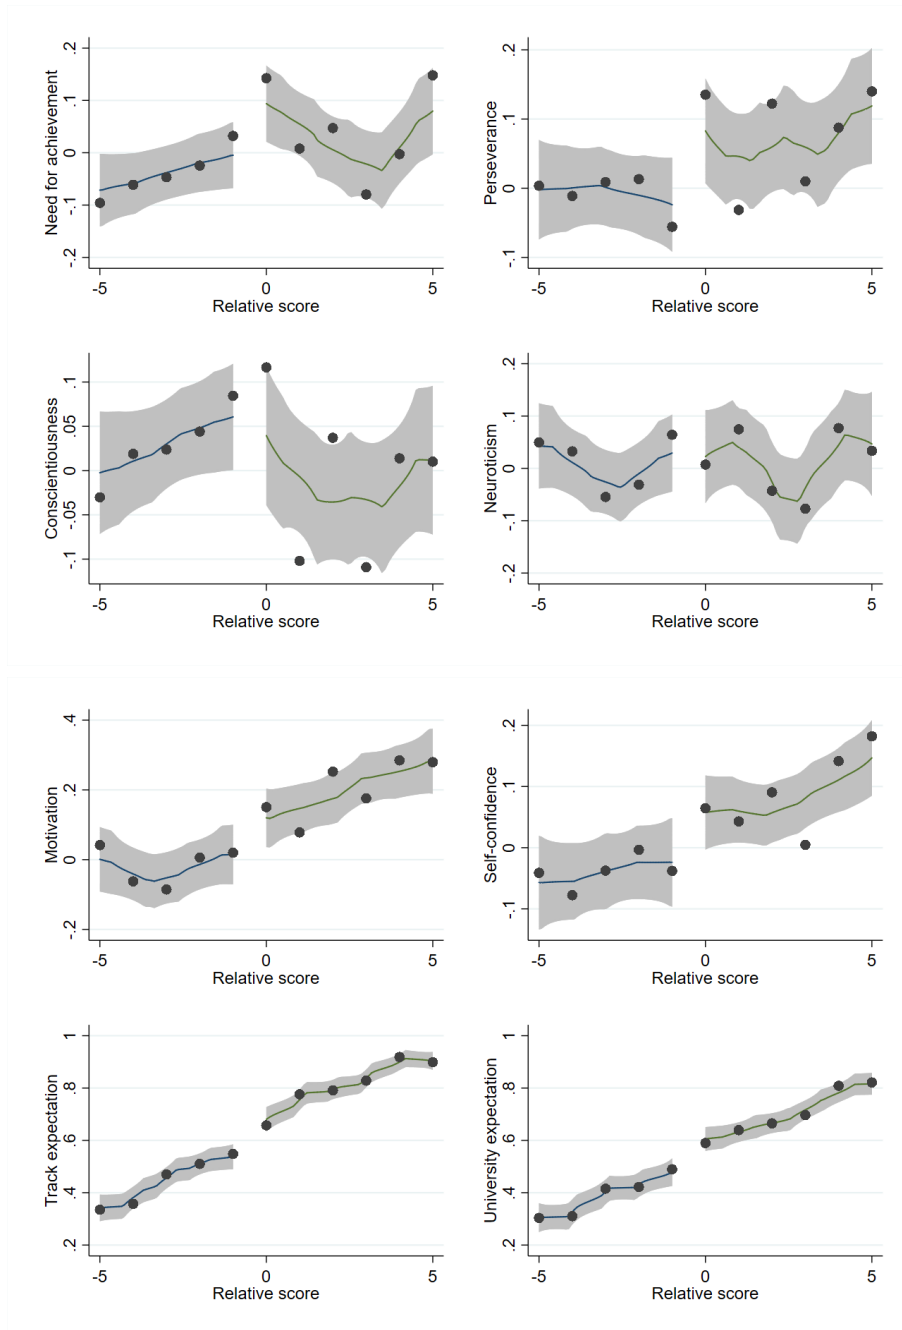 Need for achievement
.2
.1
0
-.1
-.2
-5 0 5
Relative score
Perseverance
.2
.1
0
-.1
-5 0 5
Relative score
Conscientiousness
.1
.05
0
-.05
-.1
-5 0 5
Relative score
Neuroticism
.2
.1
0
-.1
-.2
-5 0 5
Relative score
Motivation
.4
.2
0
-.2
-5 0 5
Relative score
Self-confidence
.2
.1
0
-.1
-5 0 5
Relative score
Track expectation
1
.8
.6
.4
.2
-5 0 5
Relative score
University expectation
1
.8
.6
.4
.2
-5 0 5
Relative score